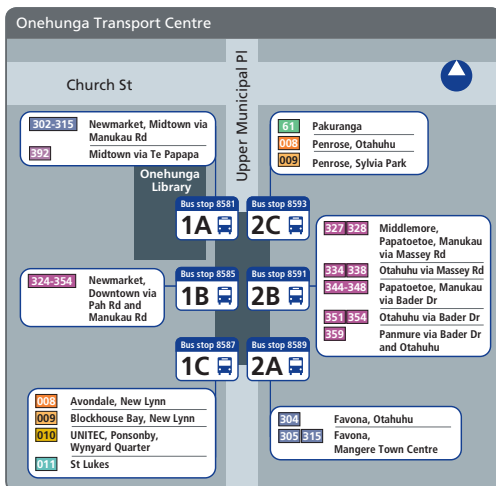 Onehunga Transport Centre
Church St
Upper Municipal Pl
302-315 Newmarket, Midtown via
Manukau Rd
392 Midtown via Te Papapa
61 Pakuranga
008 Penrose, Otahuhu
009 Penrose, Sylvia Park
Onehunga
Library
Bus stop 8581
1A
Bus stop 8593
2C
324-354 Newmarket,
Downtown via
Pah Rd and
Manukau Rd
Bus stop 8585
1B
Bus stop 8591
2B
327 328 Middlemore,
Papatoetoe, Manukau
via Massey Rd
334 338 Otahuhu via Massey Rd
344-348 Papatoetoe, Manukau
via Bader Dr
351 354 Otahuhu via Bader Dr
359 Panmure via Bader Dr
and Otahuhu
Bus stop 8587
1C
Bus stop 8589
2A
008 Avondale, New Lynn
009 Blockhouse Bay, New Lynn
010 UNITEC, Ponsonby,
Wynyard Quarter
011 St Lukes
304 Favona, Otahuhu
305 315 Favona,
Mangere Town Centre